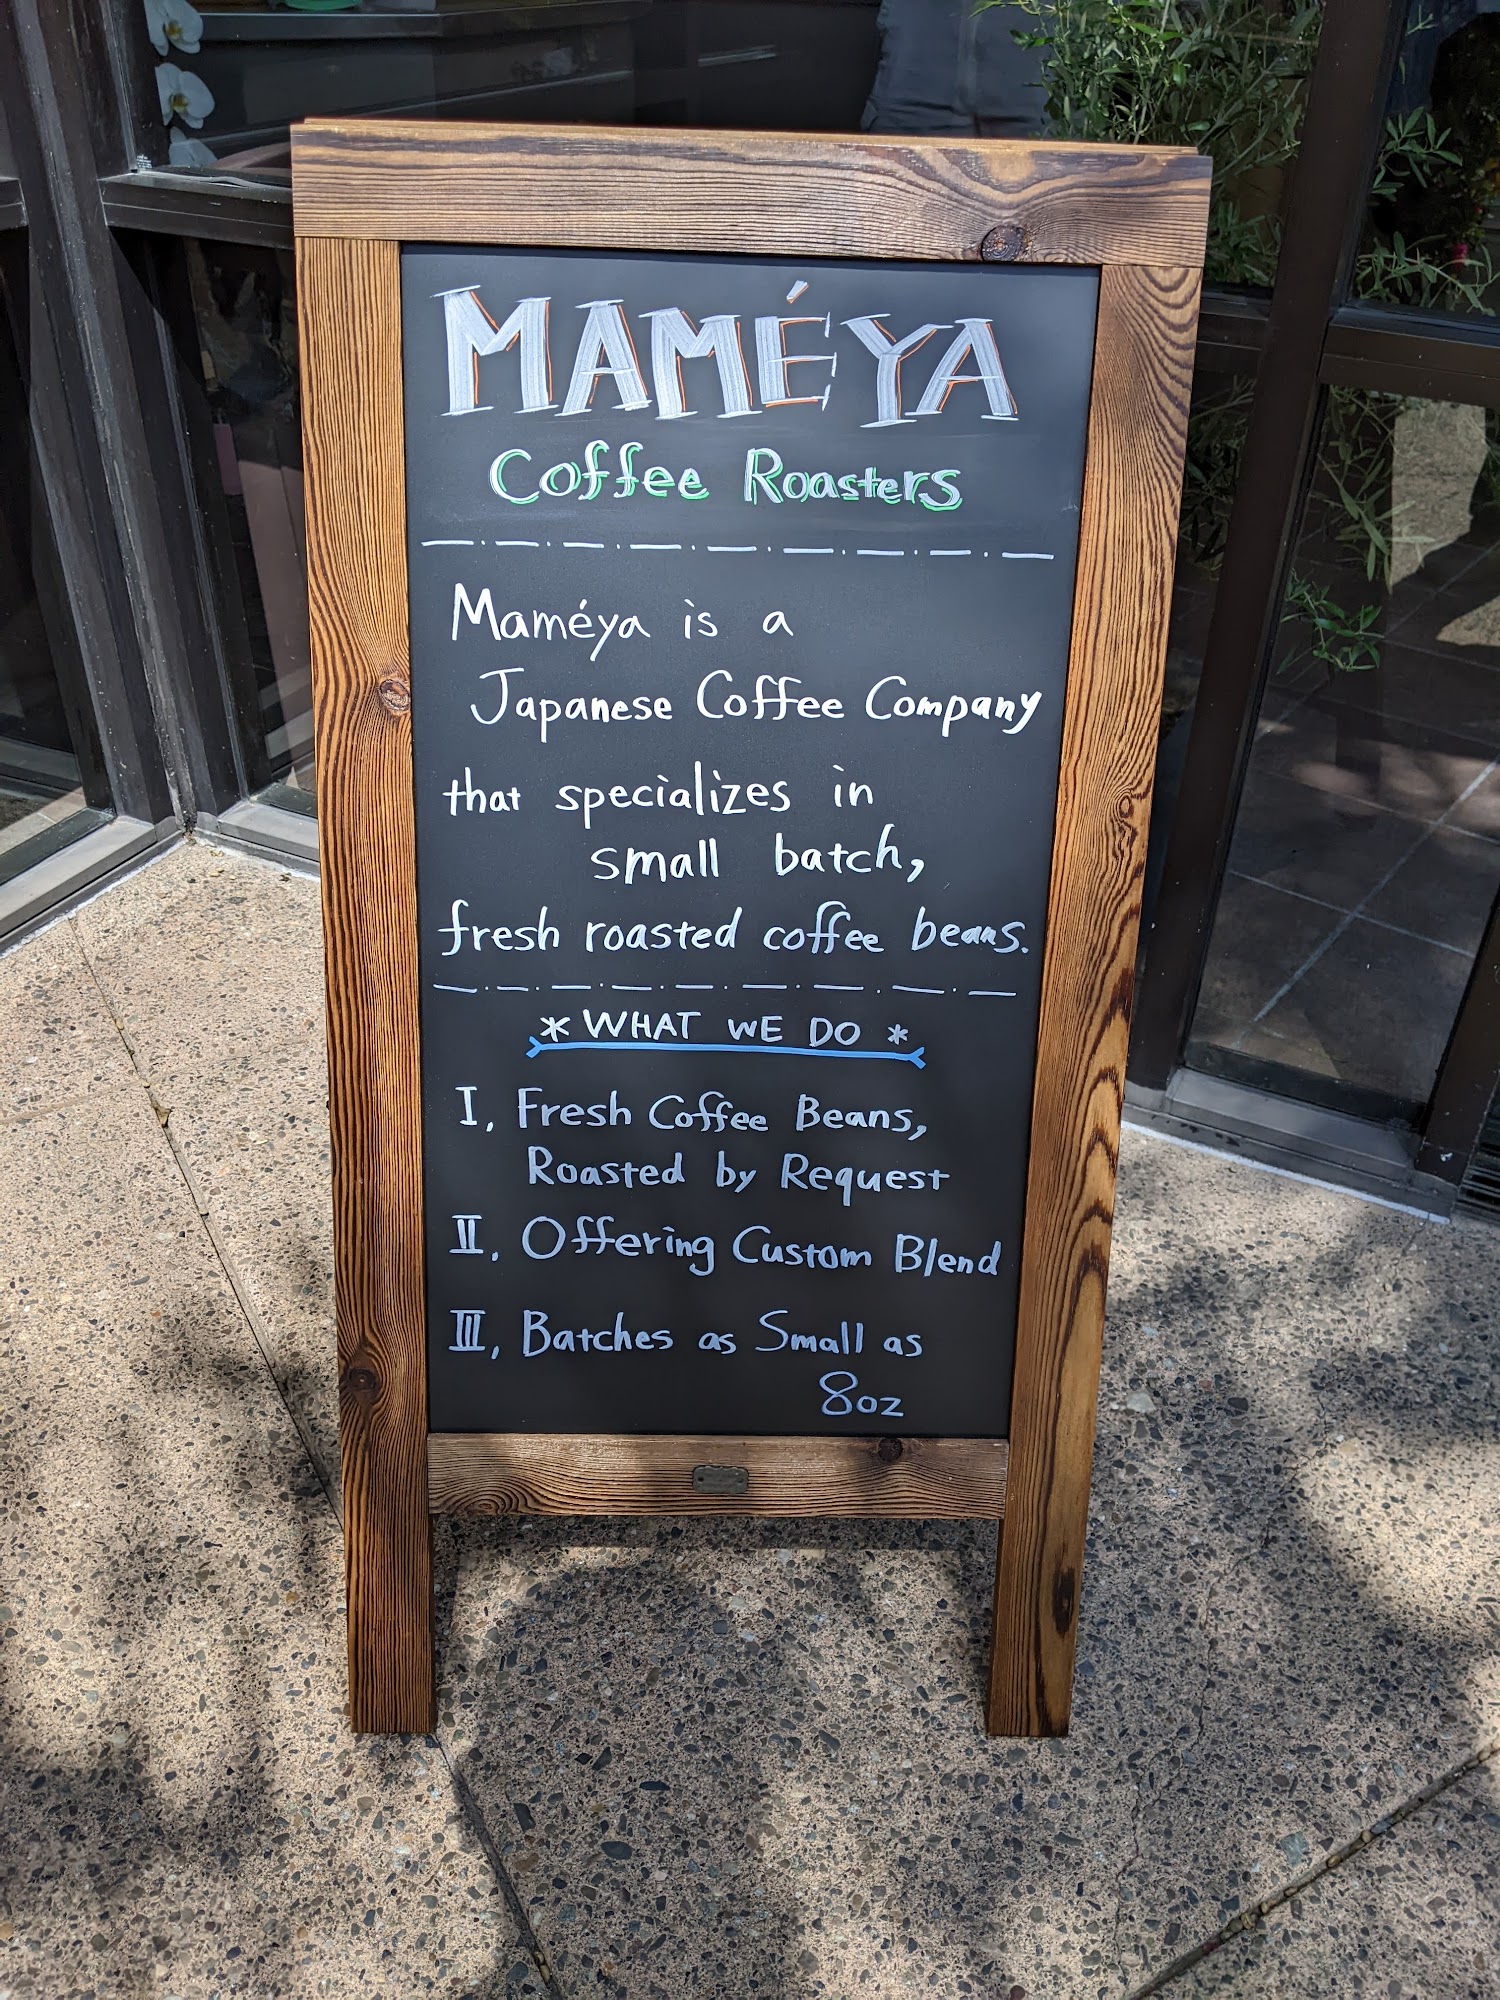 MAMÉYA
Coffee Roasters
Maméya is a
Japanese Coffee Company
that specializes in
small batch,
fresh roasted coffee beans.
* WHAT WE DO *
I. Fresh Coffee Beans,
Roasted by Request
II. Offering Custom Blend
III. Batches as Small as
8oz